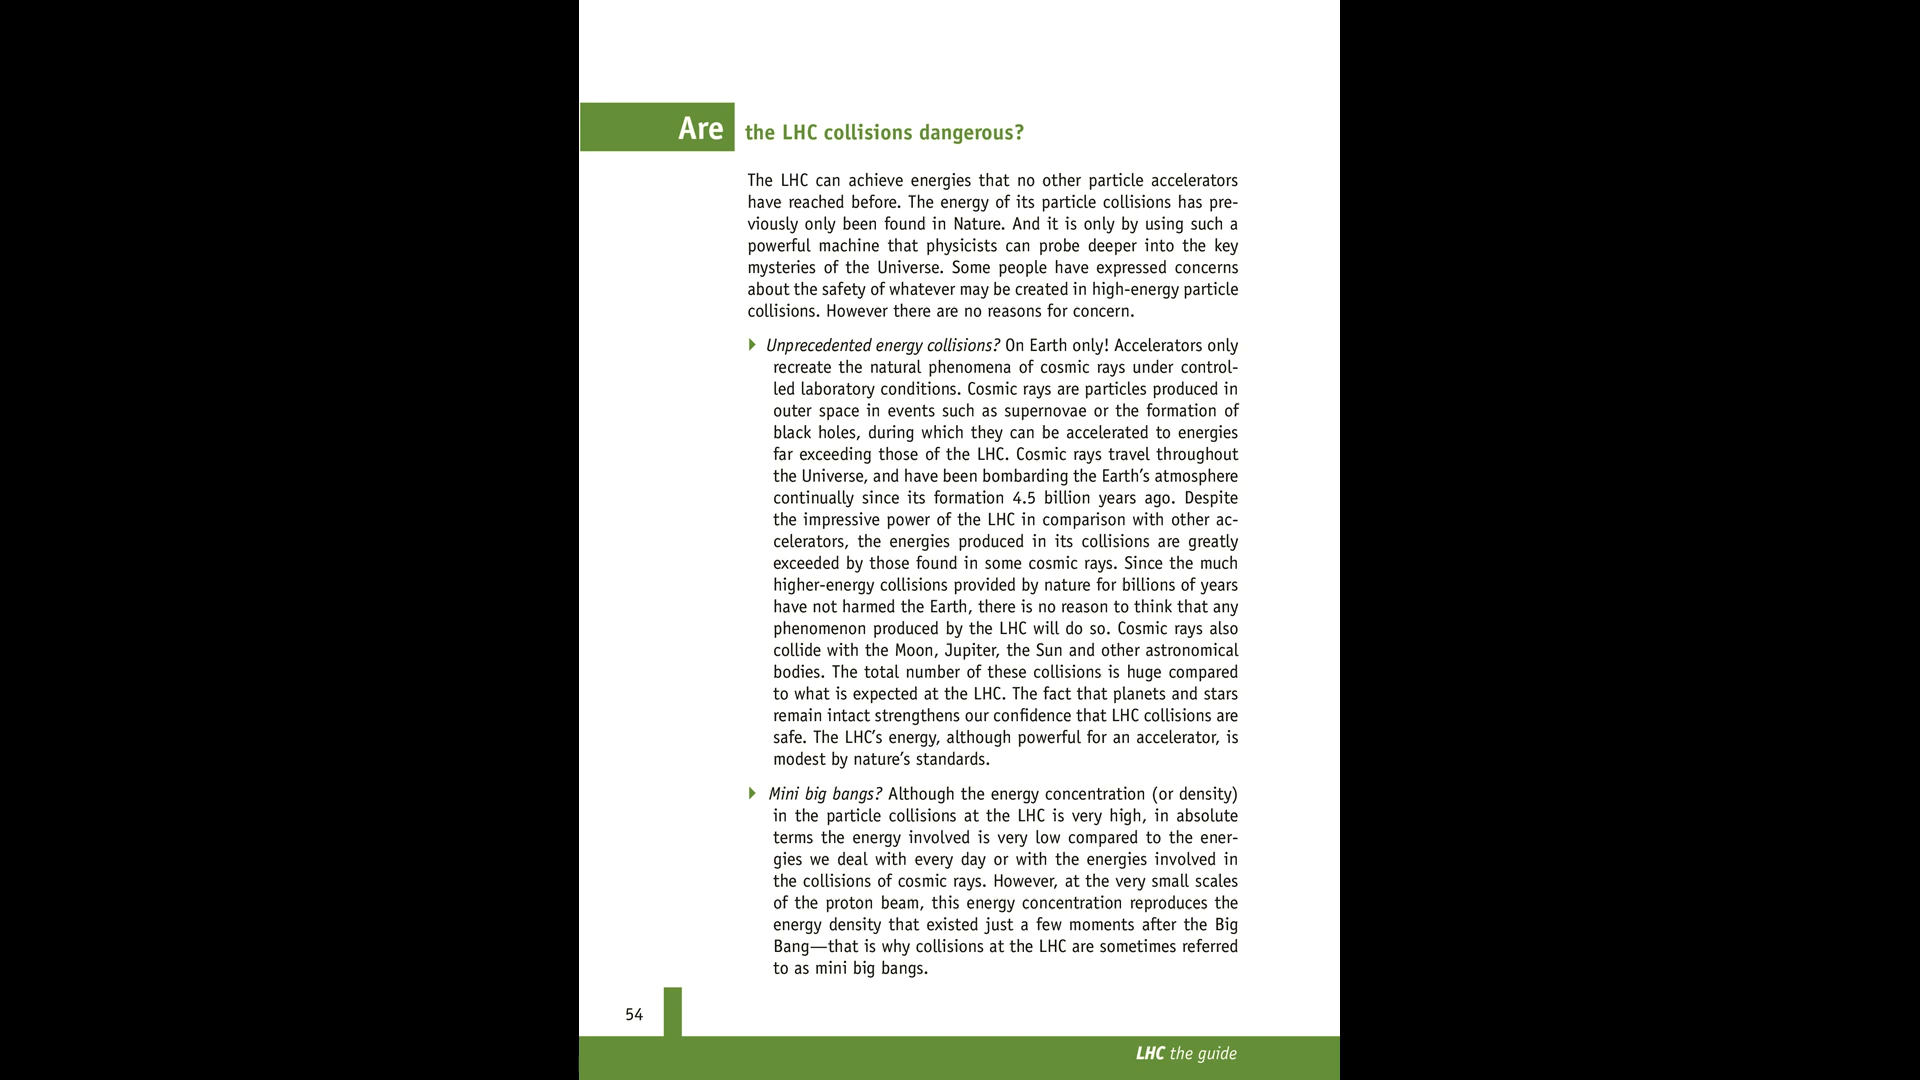 Are the LHC collisions dangerous?
The LHC can achieve energies that no other particle accelerators
have reached before. The energy of its particle collisions has pre-
viously only been found in Nature. And it is only by using such a
powerful machine that physicists can probe deeper into the key
mysteries of the Universe. Some people have expressed concerns
about the safety of whatever may be created in high-energy particle
collisions. However there are no reasons for concern.
Unprecedented energy collisions? On Earth only! Accelerators only
recreate the natural phenomena of cosmic rays under control-
led laboratory conditions. Cosmic rays are particles produced in
outer space in events such as supernovae or the formation of
black holes, during which they can be accelerated to energies
far exceeding those of the LHC. Cosmic rays travel throughout
the Universe, and have been bombarding the Earth’s atmosphere
continually since its formation 4.5 billion years ago. Despite
the impressive power of the LHC in comparison with other ac-
celerators, the energies produced in its collisions are greatly
exceeded by those found in some cosmic rays. Since the much
higher-energy collisions provided by nature for billions of years
have not harmed the Earth, there is no reason to think that any
phenomenon produced by the LHC will do so. Cosmic rays also
collide with the Moon, Jupiter, the Sun and other astronomical
bodies. The total number of these collisions is huge compared
to what is expected at the LHC. The fact that planets and stars
remain intact strengthens our confidence that LHC collisions are
safe. The LHC’s energy, although powerful for an accelerator, is
modest by nature’s standards.
Mini big bangs? Although the energy concentration (or density)
in the particle collisions at the LHC is very high, in absolute
terms the energy involved is very low compared to the ener-
gies we deal with every day or with the energies involved in
the collisions of cosmic rays. However, at the very small scales
of the proton beam, this energy concentration reproduces the
energy density that existed just a few moments after the Big
Bang—that is why collisions at the LHC are sometimes referred
to as mini big bangs.
54
LHC the guide